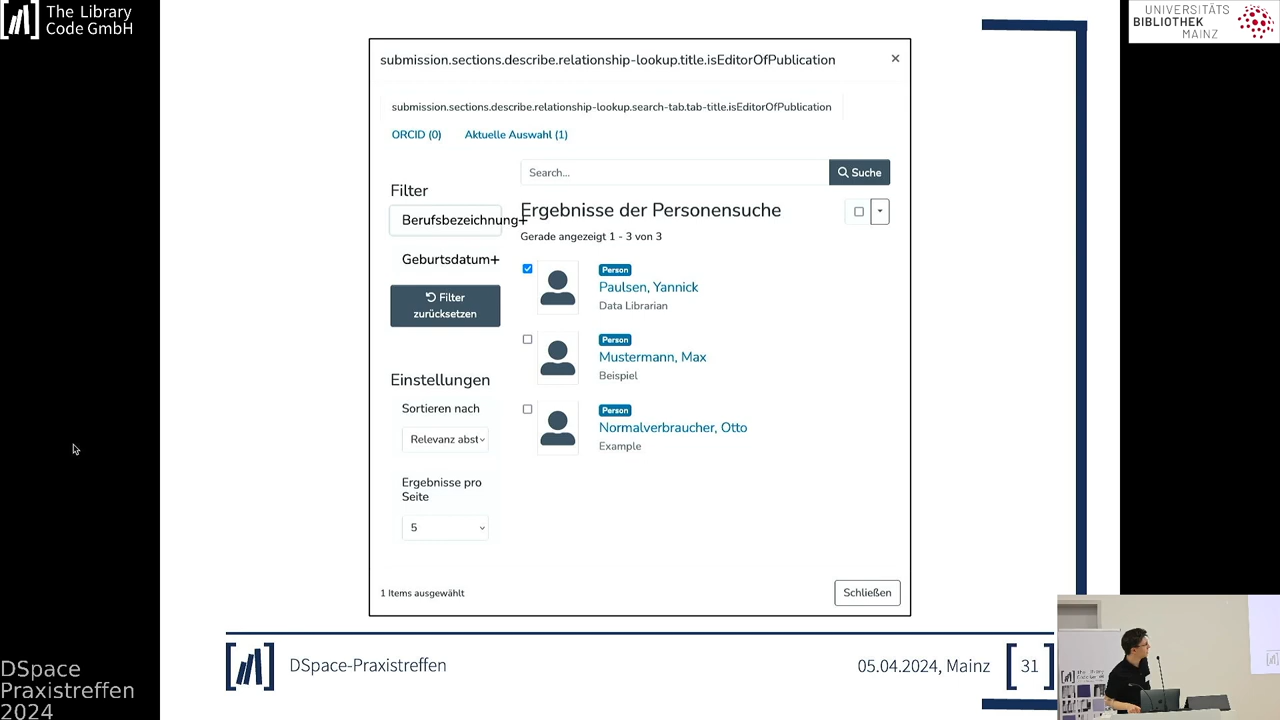 The Library
Code GmbH
UNIVERSITÄTS
BIBLIOTHEK
MAINZ
submission.sections.describe.relationship-lookup.title.isEditorOfPublication
×
submission.sections.describe.relationship-lookup.search-tab.tab-title.isEditorOfPublication
ORCID (0) Aktuelle Auswahl (1)
Search...
Suche
Filter
Berufsbezeichnung+
Geburtsdatum+
Filter
zurücksetzen
Einstellungen
Sortieren nach
Relevanz abst
Ergebnisse pro
Seite
5
Ergebnisse der Personensuche
Gerade angezeigt 1 - 3 von 3
Person
Paulsen, Yannick
Data Librarian
Person
Mustermann, Max
Beispiel
Person
Normalverbraucher, Otto
Example
1 Items ausgewählt
Schließen
DSpace-Praxistreffen
05.04.2024, Mainz
31
DSpace
Praxistreffen
2024